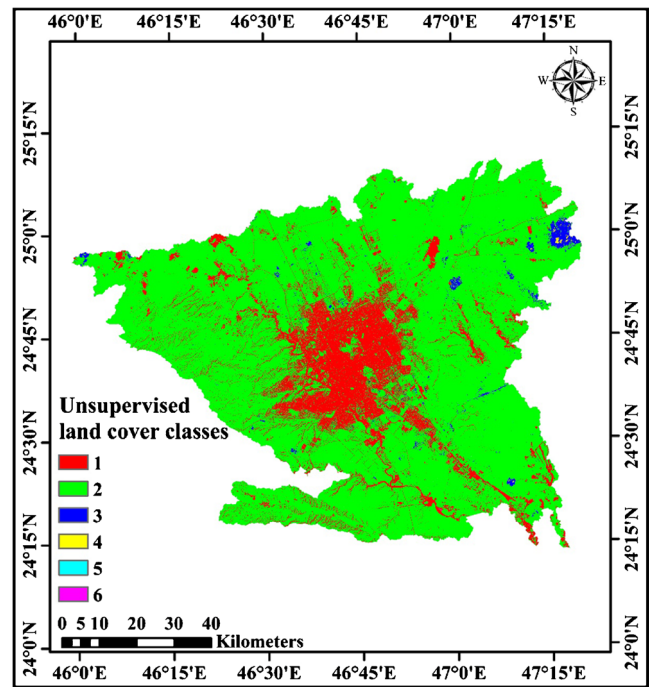 46°0'E 46°15'E 46°30'E 46°45'E 47°0'E 47°15'E
N
W E
S
25°15'N 25°15'N
25°0'N 25°0'N
24°45'N 24°45'N
24°30'N 24°30'N
24°15'N 24°15'N
24°0'N 24°0'N
Unsupervised
land cover classes
1
2
3
4
5
6
0 5 10 20 30 40
Kilometers
46°0'E 46°15'E 46°30'E 46°45'E 47°0'E 47°15'E